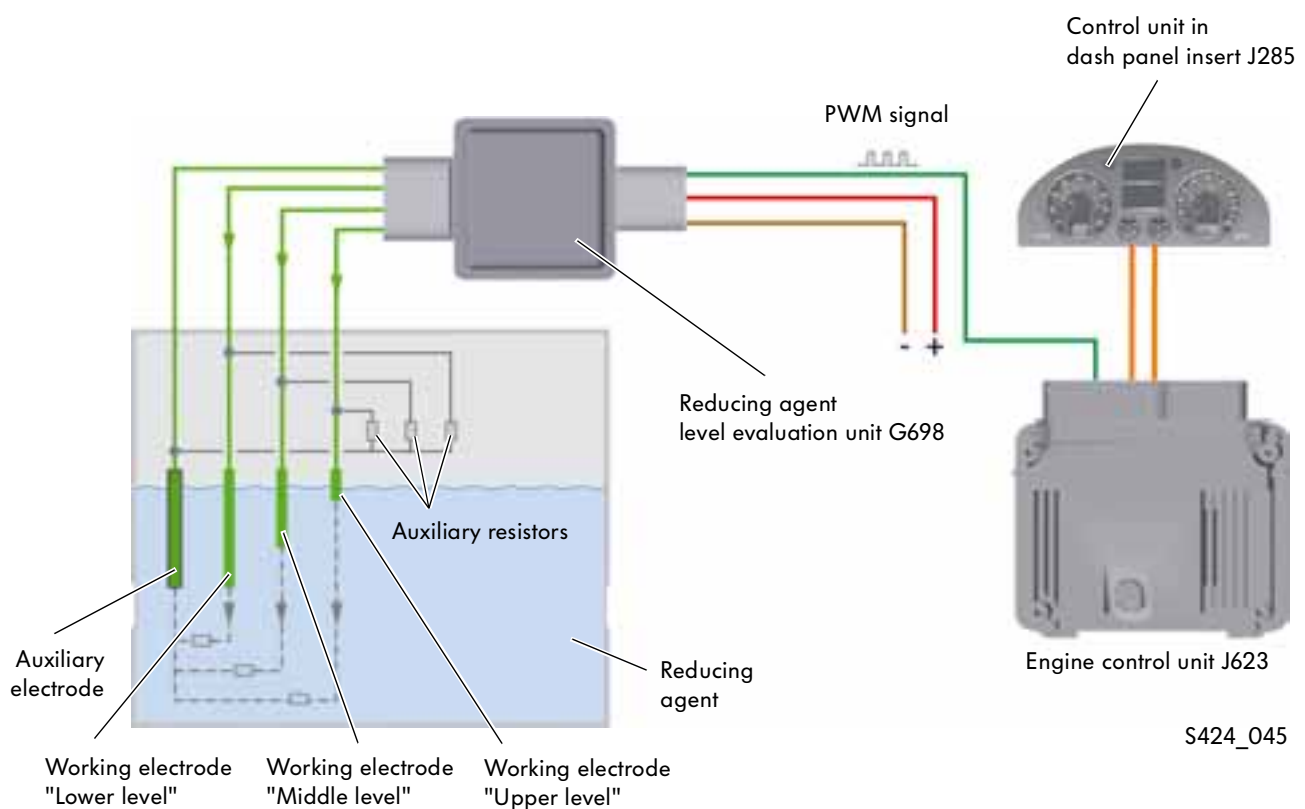 Control unit in
dash panel insert J285
PWM signal
- +
Reducing agent
level evaluation unit G698
Auxiliary resistors
Auxiliary
electrode
Reducing
agent
Engine control unit J623
Working electrode
"Lower level"
Working electrode
"Middle level"
Working electrode
"Upper level"
S424_045